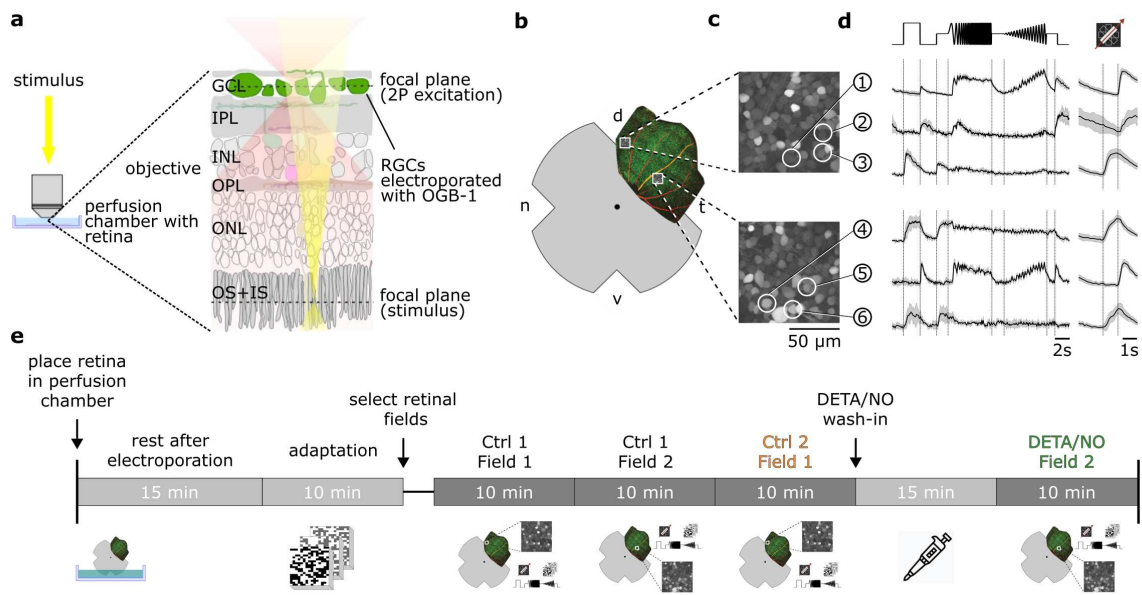 a
stimulus
objective
perfusion
chamber with
retina
GCL
IPL
INL
OPL
ONL
OS+IS
focal plane
(2P excitation)
RGCs
electroporated
with OGB-1
focal plane
(stimulus)
b
d
n
t
v
c
1
2
3
4
5
6
50 µm
d
2s
1s
e
place retina
in perfusion
chamber
rest after
electroporation
15 min
adaptation
10 min
select retinal
fields
Ctrl 1
Field 1
10 min
Ctrl 1
Field 2
10 min
Ctrl 2
Field 1
10 min
DETA/NO
wash-in
15 min
DETA/NO
Field 2
10 min